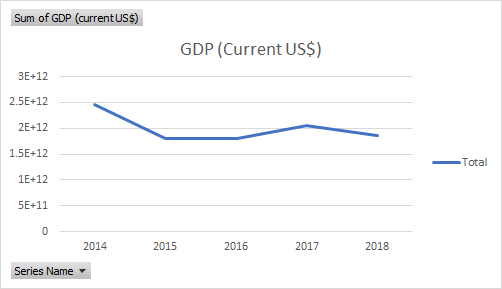 Sum of GDP (current US$)
GDP (Current US$)
3E+12
2.5E+12
2E+12
1.5E+12
1E+12
5E+11
0
2014 2015 2016 2017 2018
Total
Series Name